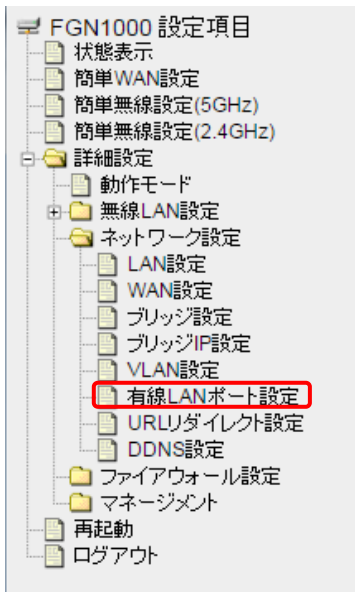 FGN1000 設定項目
状態表示
簡単WAN設定
簡単無線設定(5GHz)
簡単無線設定(2.4GHz)
詳細設定
動作モード
無線LAN設定
ネットワーク設定
LAN設定
WAN設定
ブリッジ設定
ブリッジIP設定
VLAN設定
有線LANポート設定
URLリダイレクト設定
DDNS設定
ファイアウォール設定
マネージメント
再起動
ログアウト